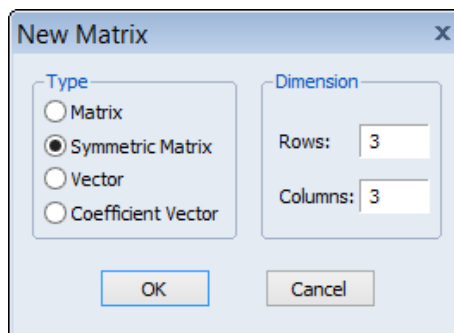 New Matrix x
Type
Matrix
Symmetric Matrix
Vector
Coefficient Vector
Dimension
Rows: 3
Columns: 3
OK
Cancel